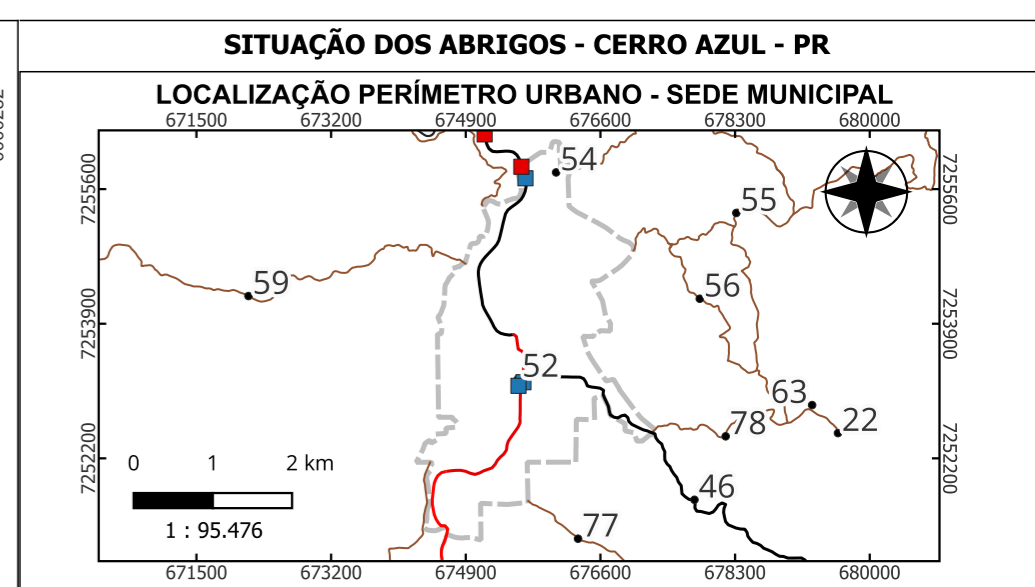 SITUAÇÃO DOS ABRIGOS - CERRO AZUL - PR
LOCALIZAÇÃO PERÍMETRO URBANO - SEDE MUNICIPAL
671500 673200 674900 676600 678300 680000
7255600 7255600
54
55
59
56
7253900 7253900
52
63
78 22
7252200 7252200
0 1 2 km
46
1 : 95.476
77
671500 673200 674900 676600 678300 680000